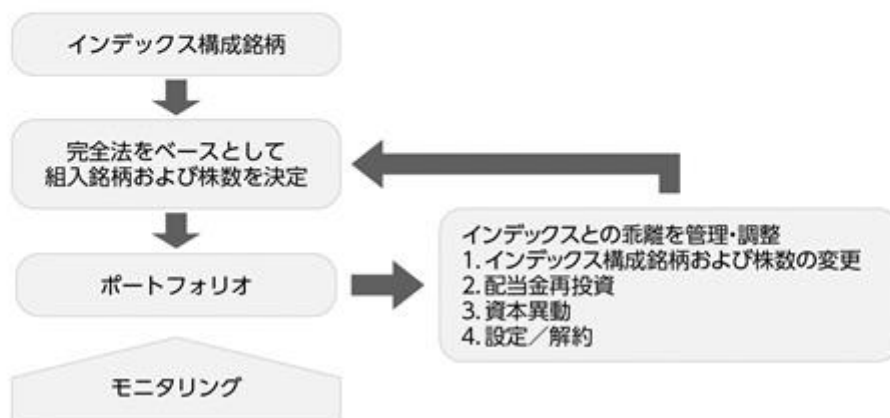 インデックス構成銘柄
完全法をベースとして
組入銘柄および株数を決定
ポートフォリオ
モニタリング
インデックスとの乖離を管理・調整
1.インデックス構成銘柄および株数の変更
2.配当金再投資
3.資本異動
4.設定／解約